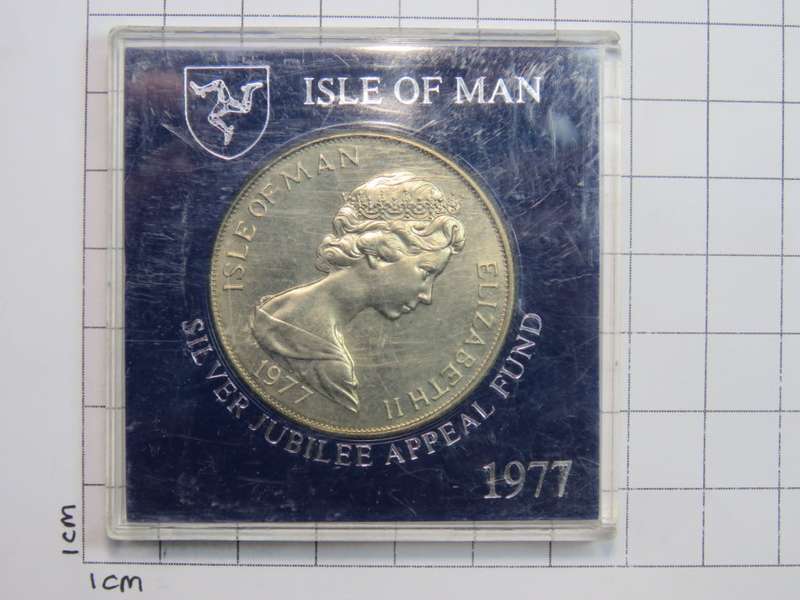 ISLE OF MAN
ISLE OF MAN
ELIZABETH II
1977
SILVER JUBILEE APPEAL FUND
1977
1cm
1cm